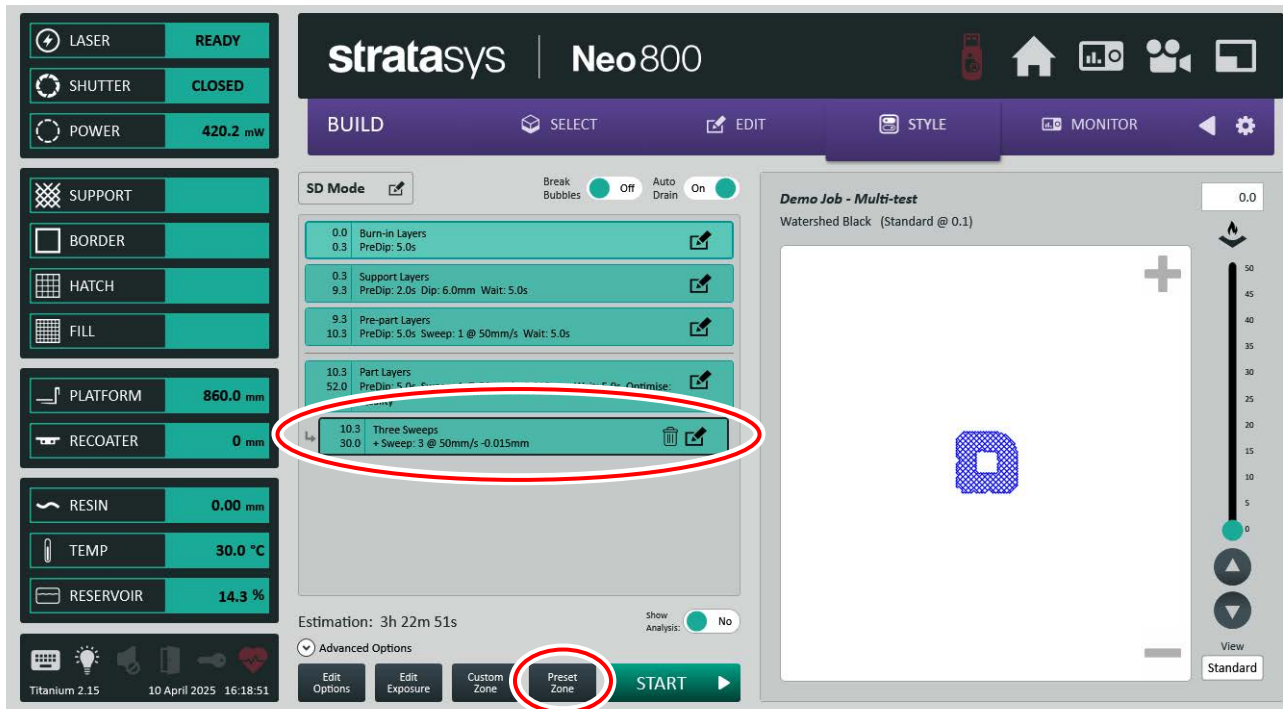 LASER READY
SHUTTER CLOSED
POWER 420.2 mW
SUPPORT
BORDER
HATCH
FILL
PLATFORM 860.0 mm
RECOATER 0 mm
RESIN 0.00 mm
TEMP 30.0 °C
RESERVOIR 14.3 %
Titanium 2.15 10 April 2025 16:18:51
stratasys | Neo800
BUILD SELECT EDIT STYLE MONITOR
SD Mode
Break
Bubbles
Off
Auto
Drain
On
0.0 Burn-in Layers
0.3 PreDip: 5.0s
0.3 Support Layers
9.3 PreDip: 2.0s Dip: 6.0mm Wait: 5.0s
9.3 Pre-part Layers
10.3 PreDip: 5.0s Sweep: 1 @ 50mm/s Wait: 5.0s
10.3 Part Layers
52.0 PreDip: 5.0s Optimise:
10.3 Three Sweeps
30.0 + Sweep: 3 @ 50mm/s -0.015mm
Estimation: 3h 22m 51s
Show
Analysis:
No
Advanced Options
Edit
Options
Edit
Exposure
Custom
Zone
Preset
Zone
START
Demo Job - Multi-test
Watershed Black (Standard @ 0.1)
0.0
50
45
40
35
30
25
20
15
10
5
0
View
Standard